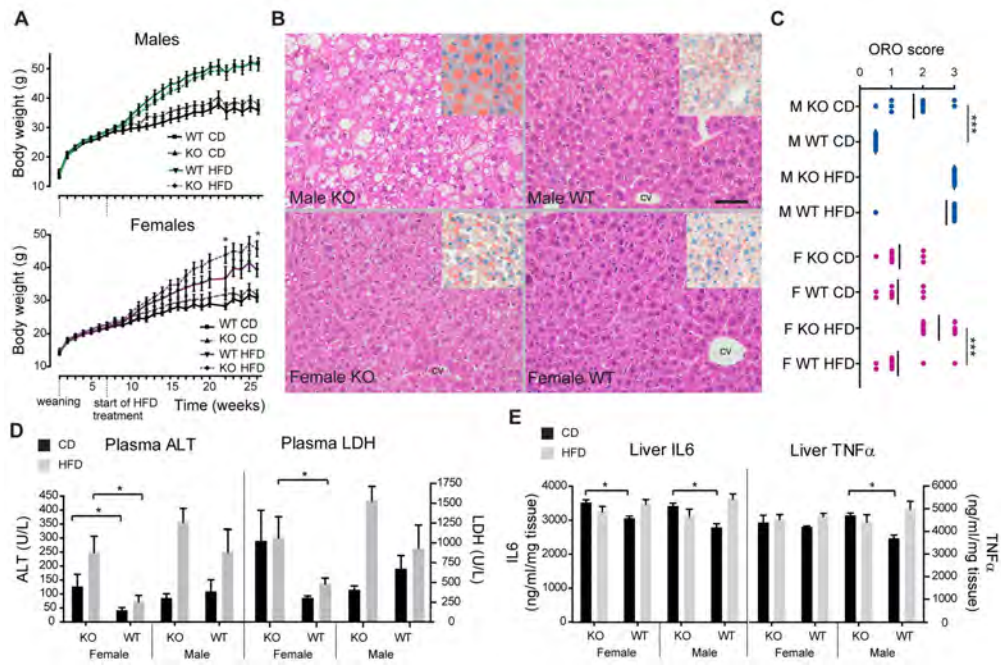 A
Males
Body weight (g)
50
40
30
20
10
WT CD
KO CD
WT HFD
KO HFD
Females
Body weight (g)
50
40
30
20
10
*
*
WT CD
KO CD
WT HFD
KO HFD
5
10
15
20
25
weaning
start of HFD
treatment
Time (weeks)
B
Male KO
Male WT
CV
Female KO
CV
Female WT
CV
C
ORO score
0
1
2
3
M KO CD
M WT CD
M KO HFD
M WT HFD
F KO CD
F WT CD
F KO HFD
F WT HFD
***
***
D
CD
HFD
Plasma ALT
Plasma LDH
ALT (U/L)
450
400
350
300
250
200
150
100
50
0
*
*
*
1750
1500
1250
1000
750
500
250
0
LDH (U/L)
KO
WT
KO
WT
KO
WT
KO
WT
Female
Male
Female
Male
E
CD
HFD
Liver IL6
Liver TNFα
IL6
(ng/ml/mg tissue)
4000
3000
2000
1000
0
*
*
*
6000
5000
4000
3000
2000
1000
0
TNFα
(ng/ml/mg tissue)
KO
WT
KO
WT
KO
WT
KO
WT
Female
Male
Female
Male